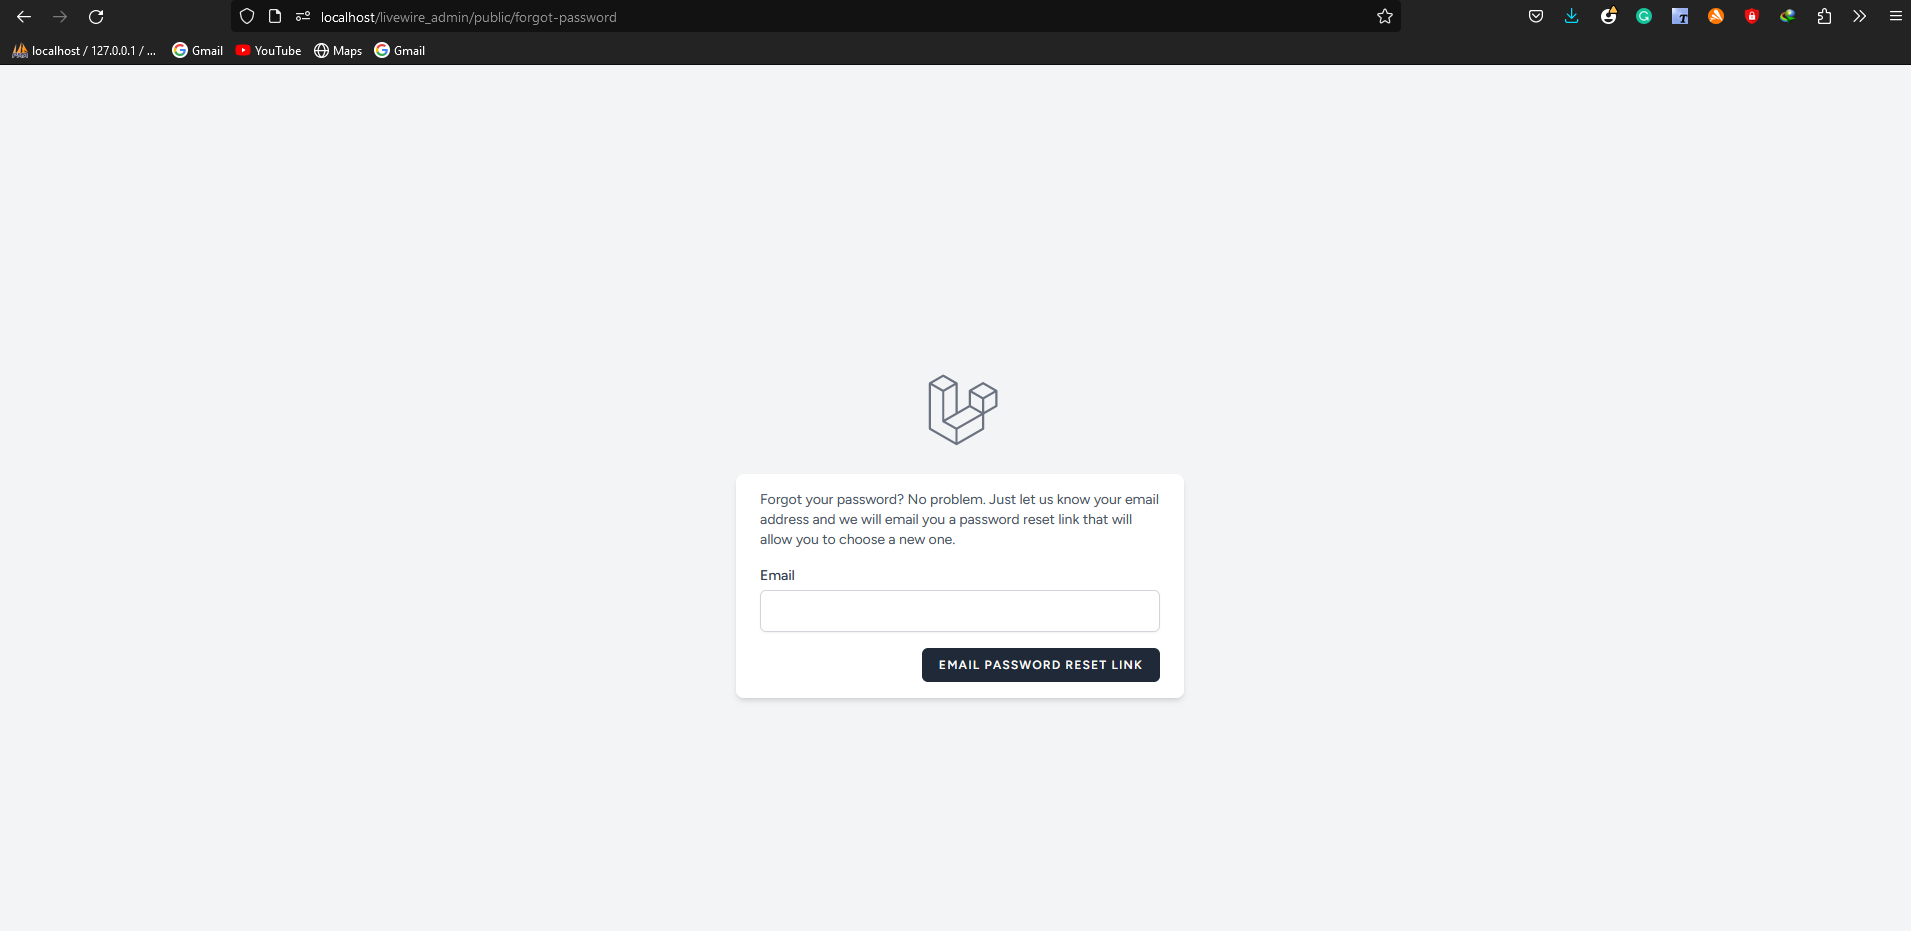 localhost/livewire_admin/public/forgot-password
localhost / 127.0.0.1 / ... Gmail YouTube Maps Gmail
Forgot your password? No problem. Just let us know your email
address and we will email you a password reset link that will
allow you to choose a new one.
Email
EMAIL PASSWORD RESET LINK